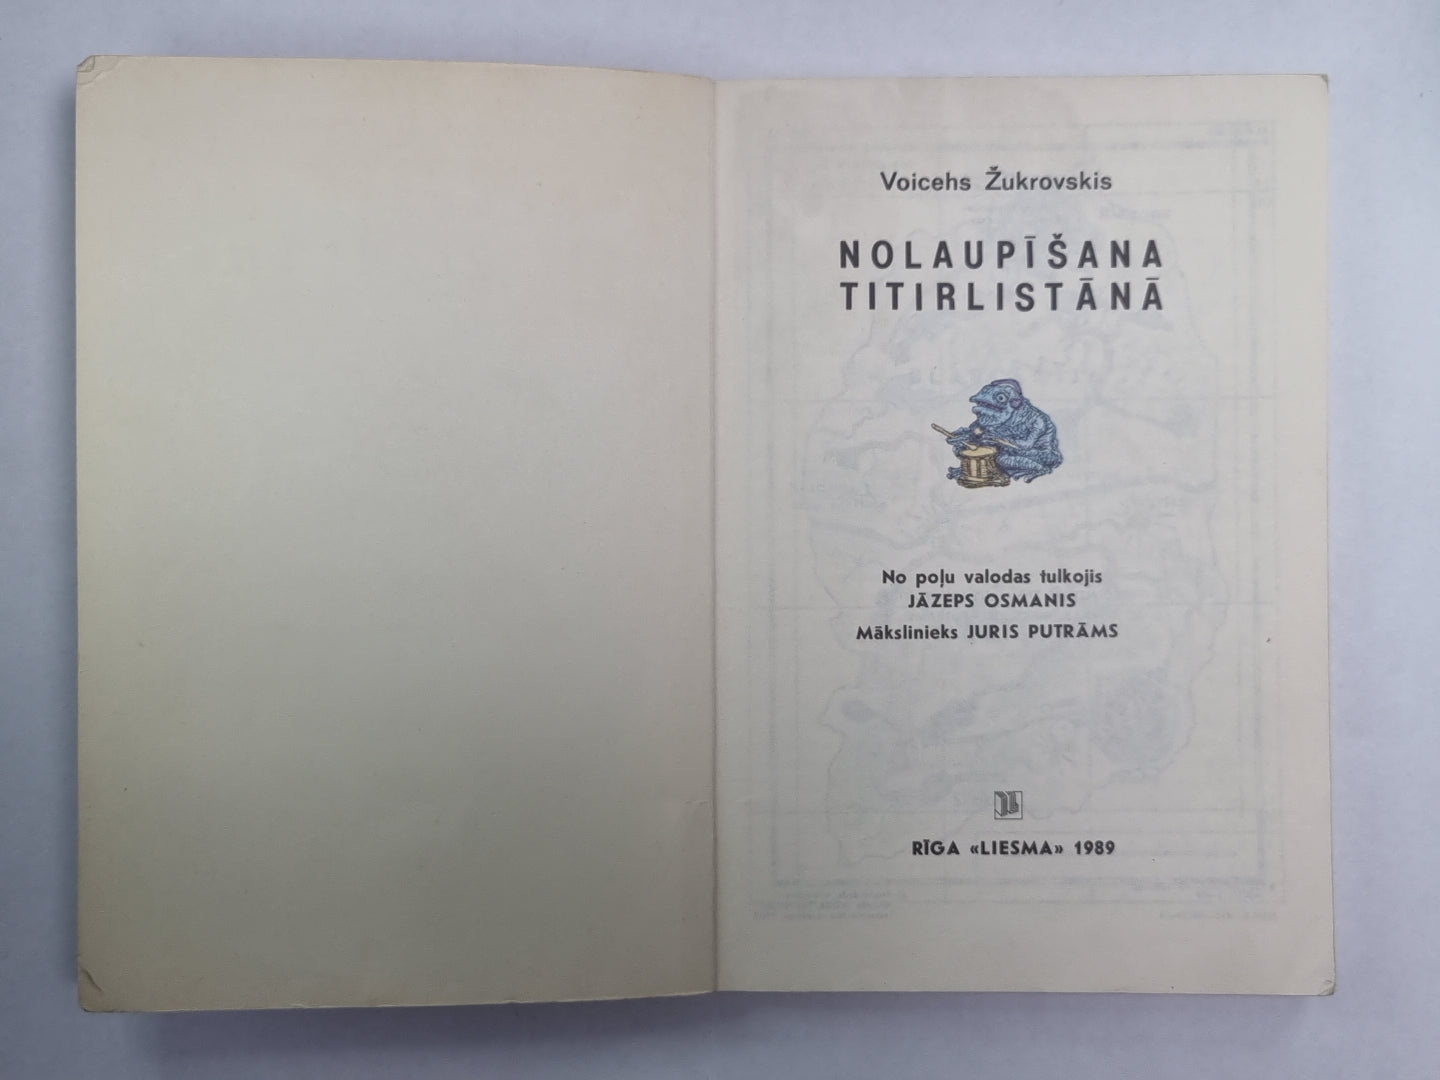 Voicehs Žukrovskis
NOLAUPĪŠANA
TITIRLISTĀNĀ
No poļu valodas tulkojis
JĀZEPS OSMANIS
Mākslinieks JURIS PUTRĀMS
RĪGA «LIESMA» 1989